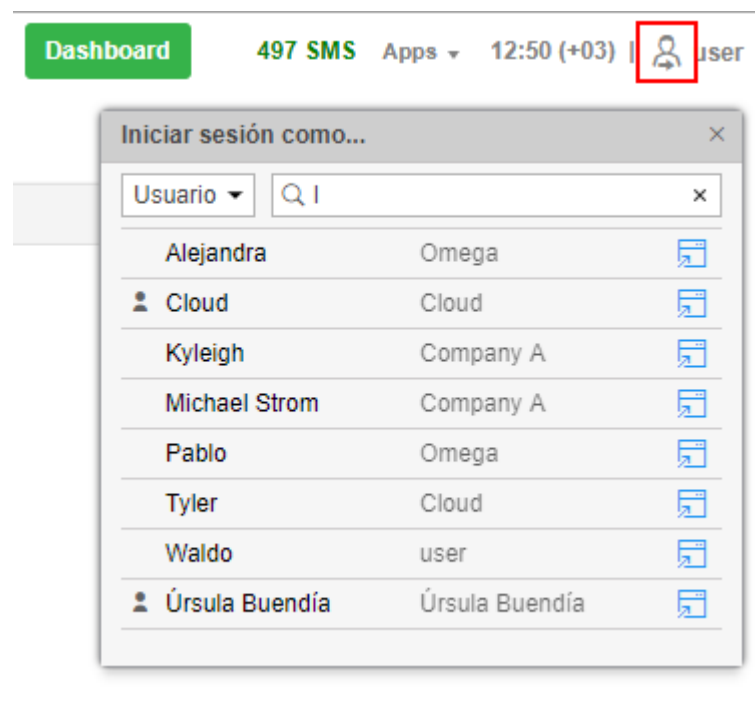 Dashboard 497 SMS Apps 12:50 (+03) | user
Iniciar sesión como... ×
Usuario l ×
Alejandra Omega
Cloud Cloud
Kyleigh Company A
Michael Strom Company A
Pablo Omega
Tyler Cloud
Waldo user
Úrsula Buendía Úrsula Buendía